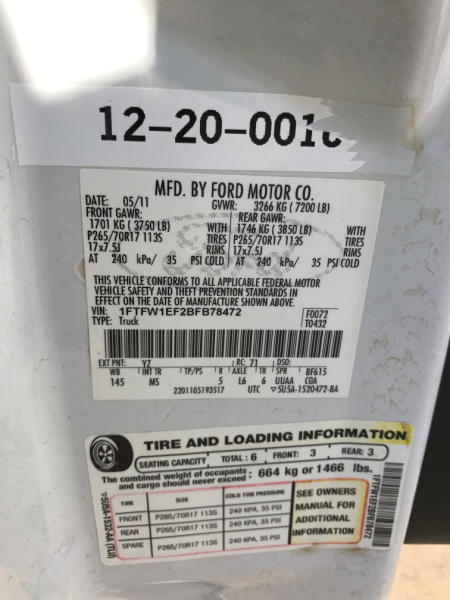 12-20-001
MFD. BY FORD MOTOR CO.
DATE: 05/11 GVWR: 3266 KG ( 7200 LB)
FRONT GAWR: REAR GAWR:
1701 KG ( 3750 LB) WITH 1746 KG ( 3850 LB) WITH
P265/70R17 113S TIRES P265/70R17 113S TIRES
17x7.5J RIMS 17x7.5J RIMS
AT 240 kPa/ 35 PSI COLD AT 240 kPa/ 35 PSI COLD
THIS VEHICLE CONFORMS TO ALL APPLICABLE FEDERAL MOTOR
VEHICLE SAFETY AND BUMPER STANDARDS IN
EFFECT ON THE DATE OF MANUFACTURE SHOWN ABOVE.
VIN: 1FTFW1EF2BFB78472 F0072
TYPE: Truck T0432
EXT PNT: YZ RC: 71 DSO:
WB INT TR TP/PS R AXLE TR SPR BF615
145 MS 5 L6 6 UUAA COA
2201105193517 UTC ▽5U5A-1520472-BA
TIRE AND LOADING INFORMATION
SEATING CAPACITY TOTAL : 6 FRONT: 3 REAR: 3
The combined weight of occupants and cargo should never exceed: 664 kg or 1466 lbs.
TIRE SIZE COLD TIRE PRESSURE
FRONT P265/70R17 113S 240 KPA, 35 PSI
REAR P265/70R17 113S 240 KPA, 35 PSI
SPARE P265/70R17 113S 240 KPA, 35 PSI
SEE OWNERS
MANUAL FOR
ADDITIONAL
INFORMATION
1FTFW1EF2BFB78472